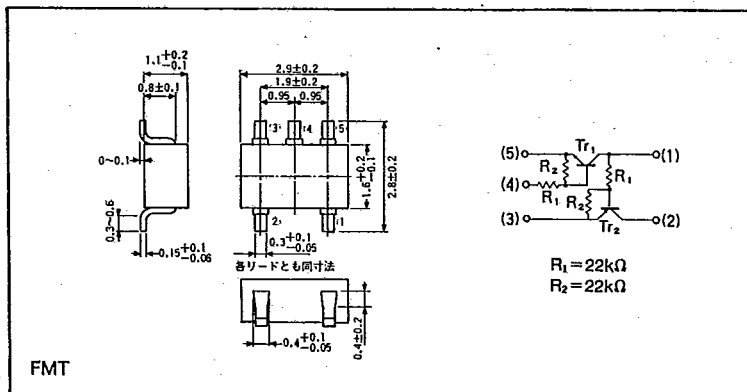 1.1 +0.2 -0.1
0.8±0.1
0~0.1
0.3~0.6
0.15 +0.1 -0.06
2.9±0.2
1.9±0.2
0.95 0.95
(3) (4 (5)
1.6 +0.2 -0.1
2.8±0.2
(2) (1
0.3 +0.1 -0.05
各リードとも同寸法
0.4 +0.1 -0.05
0.4±0.2
(5) Tr₁ (1)
R₂ R₁
(4) R₁
R₂
(3) (2)
Tr₂
R₁=22kΩ
R₂=22kΩ
FMT